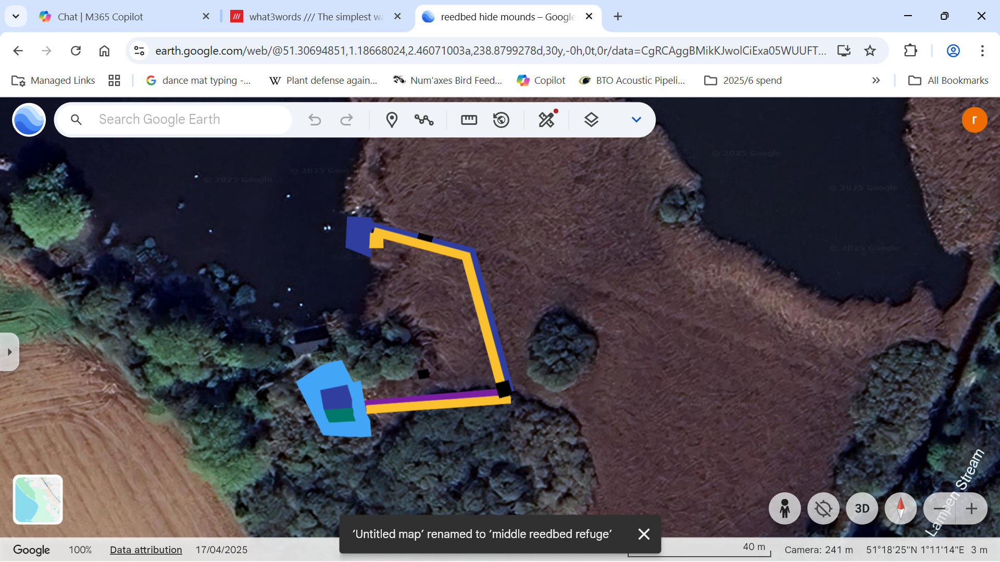 Chat | M365 Copilot
what3words /// The simplest wa
reedbed hide mounds – Google
earth.google.com/web/@51.30694851,1.18668024,2.46071003a,238.8799278d,30y,-0h,0t,0r/data=CgRCAggBMikKJwolCiExa05WUUFT...
Managed Links
dance mat typing -...
Plant defense again...
Num'axes Bird Feed...
Copilot
BTO Acoustic Pipeli...
2025/6 spend
All Bookmarks
Search Google Earth
r
© 2025 Google
© 2025 Google
© 2025 Google
© 2025 Google
© 2025 Google
Lampen Stream
3D
‘Untitled map’ renamed to ‘middle reedbed refuge’
Google
100%
Data attribution
17/04/2025
40 m
Camera: 241 m
51°18'25"N 1°11'14"E
3 m